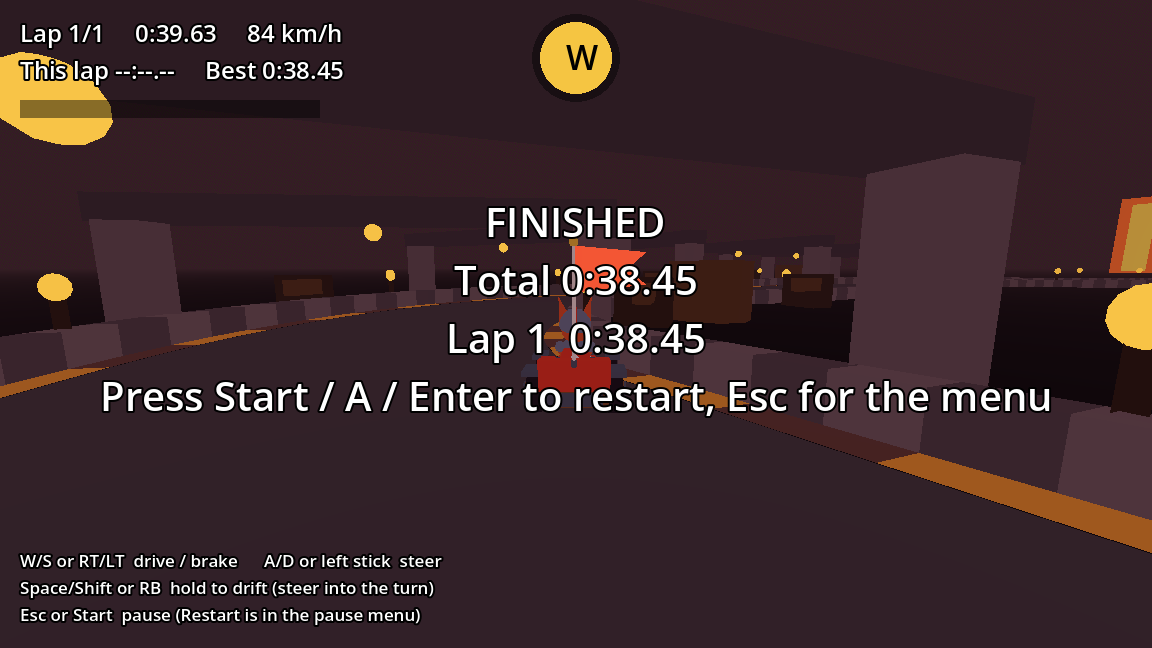 Lap 1/1 0:39.63 84 km/h
This lap --:--.-- Best 0:38.45
W
FINISHED
Total 0:38.45
Lap 1 0:38.45
Press Start / A / Enter to restart, Esc for the menu
W/S or RT/LT drive / brake A/D or left stick steer
Space/Shift or RB hold to drift (steer into the turn)
Esc or Start pause (Restart is in the pause menu)